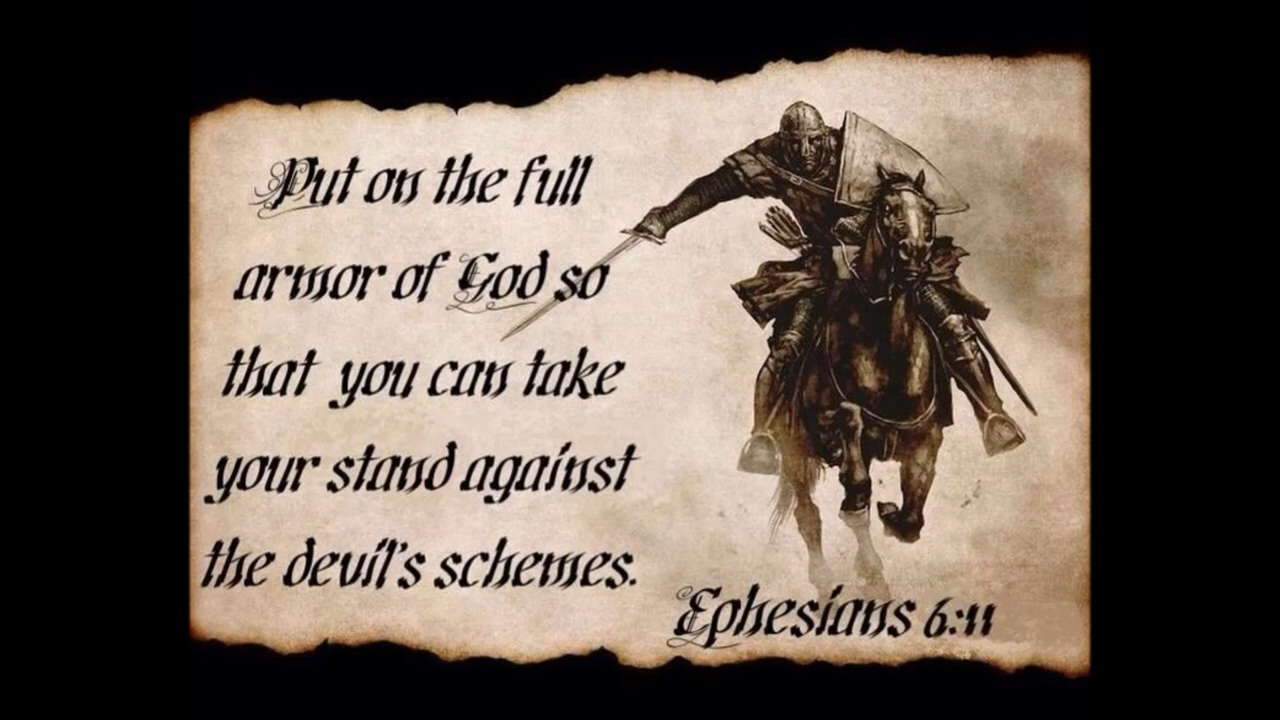 Put on the full
armor of God so
that you can take
your stand against
the devil's schemes.
Ephesians 6:11